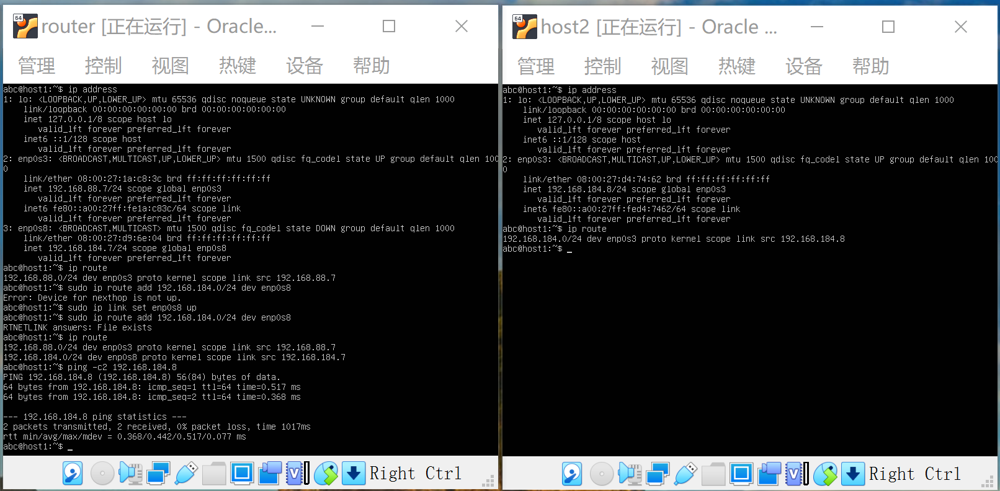 64
router [正在运行] - Oracle...
管理 控制 视图 热键 设备 帮助
abc@host1:~$ ip address
1: lo: <LOOPBACK,UP,LOWER_UP> mtu 65536 qdisc noqueue state UNKNOWN group default qlen 1000
link/loopback 00:00:00:00:00:00 brd 00:00:00:00:00:00
inet 127.0.0.1/8 scope host lo
valid_lft forever preferred_lft forever
inet6 ::1/128 scope host
valid_lft forever preferred_lft forever
2: enp0s3: <BROADCAST,MULTICAST,UP,LOWER_UP> mtu 1500 qdisc fq_codel state UP group default qlen 100
0
link/ether 08:00:27:1a:c8:3c brd ff:ff:ff:ff:ff:ff
inet 192.168.88.7/24 scope global enp0s3
valid_lft forever preferred_lft forever
inet6 fe80::a00:27ff:fe1a:c83c/64 scope link
valid_lft forever preferred_lft forever
3: enp0s8: <BROADCAST,MULTICAST> mtu 1500 qdisc fq_codel state DOWN group default qlen 1000
link/ether 08:00:27:d9:6e:04 brd ff:ff:ff:ff:ff:ff
inet 192.168.184.7/24 scope global enp0s8
valid_lft forever preferred_lft forever
abc@host1:~$ ip route
192.168.88.0/24 dev enp0s3 proto kernel scope link src 192.168.88.7
abc@host1:~$ sudo ip route add 192.168.184.0/24 dev enp0s8
Error: Device for nexthop is not up.
abc@host1:~$ sudo ip link set enp0s8 up
abc@host1:~$ sudo ip route add 192.168.184.0/24 dev enp0s8
RTNETLINK answers: File exists
abc@host1:~$ ip route
192.168.88.0/24 dev enp0s3 proto kernel scope link src 192.168.88.7
192.168.184.0/24 dev enp0s8 proto kernel scope link src 192.168.184.7
abc@host1:~$ ping -c2 192.168.184.8
PING 192.168.184.8 (192.168.184.8) 56(84) bytes of data.
64 bytes from 192.168.184.8: icmp_seq=1 ttl=64 time=0.517 ms
64 bytes from 192.168.184.8: icmp_seq=2 ttl=64 time=0.368 ms
--- 192.168.184.8 ping statistics ---
2 packets transmitted, 2 received, 0% packet loss, time 1017ms
rtt min/avg/max/mdev = 0.368/0.442/0.517/0.077 ms
abc@host1:~$ _
V
Right Ctrl
64
host2 [正在运行] - Oracle ...
管理 控制 视图 热键 设备 帮助
abc@host1:~$ ip address
1: lo: <LOOPBACK,UP,LOWER_UP> mtu 65536 qdisc noqueue state UNKNOWN group default qlen 1000
link/loopback 00:00:00:00:00:00 brd 00:00:00:00:00:00
inet 127.0.0.1/8 scope host lo
valid_lft forever preferred_lft forever
inet6 ::1/128 scope host
valid_lft forever preferred_lft forever
2: enp0s3: <BROADCAST,MULTICAST,UP,LOWER_UP> mtu 1500 qdisc fq_codel state UP group default qlen 100
0
link/ether 08:00:27:d4:74:62 brd ff:ff:ff:ff:ff:ff
inet 192.168.184.8/24 scope global enp0s3
valid_lft forever preferred_lft forever
inet6 fe80::a00:27ff:fed4:7462/64 scope link
valid_lft forever preferred_lft forever
abc@host1:~$ ip route
192.168.184.0/24 dev enp0s3 proto kernel scope link src 192.168.184.8
abc@host1:~$ _
V
Right Ctrl